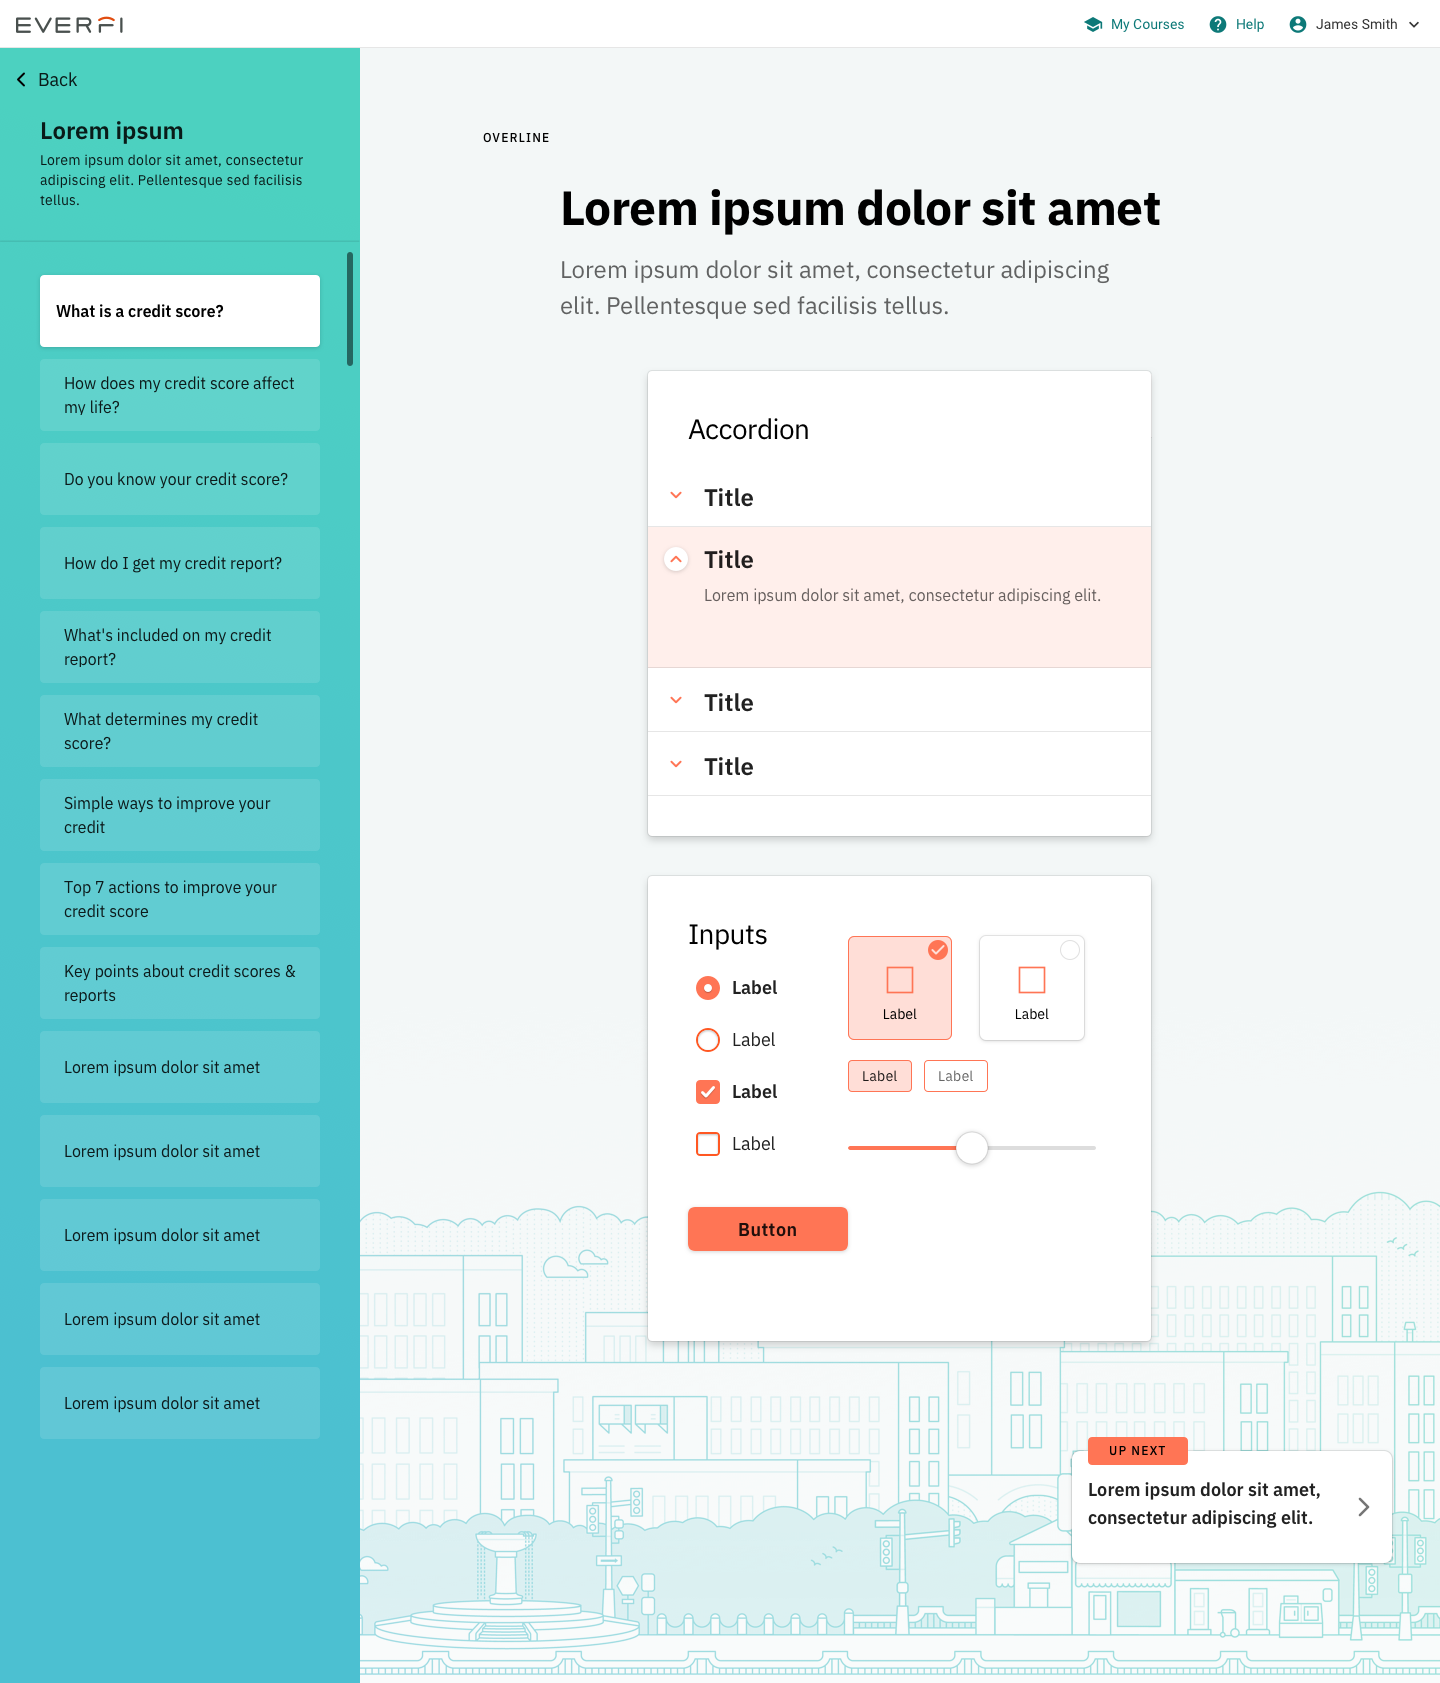 EVERFI
My Courses
Help
James Smith
Back
Lorem ipsum
Lorem ipsum dolor sit amet, consectetur
adipiscing elit. Pellentesque sed facilisis
tellus.
What is a credit score?
How does my credit score affect
my life?
Do you know your credit score?
How do I get my credit report?
What's included on my credit
report?
What determines my credit
score?
Simple ways to improve your
credit
Top 7 actions to improve your
credit score
Key points about credit scores &
reports
Lorem ipsum dolor sit amet
Lorem ipsum dolor sit amet
Lorem ipsum dolor sit amet
Lorem ipsum dolor sit amet
Lorem ipsum dolor sit amet
OVERLINE
Lorem ipsum dolor sit amet
Lorem ipsum dolor sit amet, consectetur adipiscing
elit. Pellentesque sed facilisis tellus.
Accordion
Title
Title
Lorem ipsum dolor sit amet, consectetur adipiscing elit.
Title
Title
Inputs
Label
Label
Label
Label
Label
Label
Label
Label
Button
UP NEXT
Lorem ipsum dolor sit amet,
consectetur adipiscing elit.